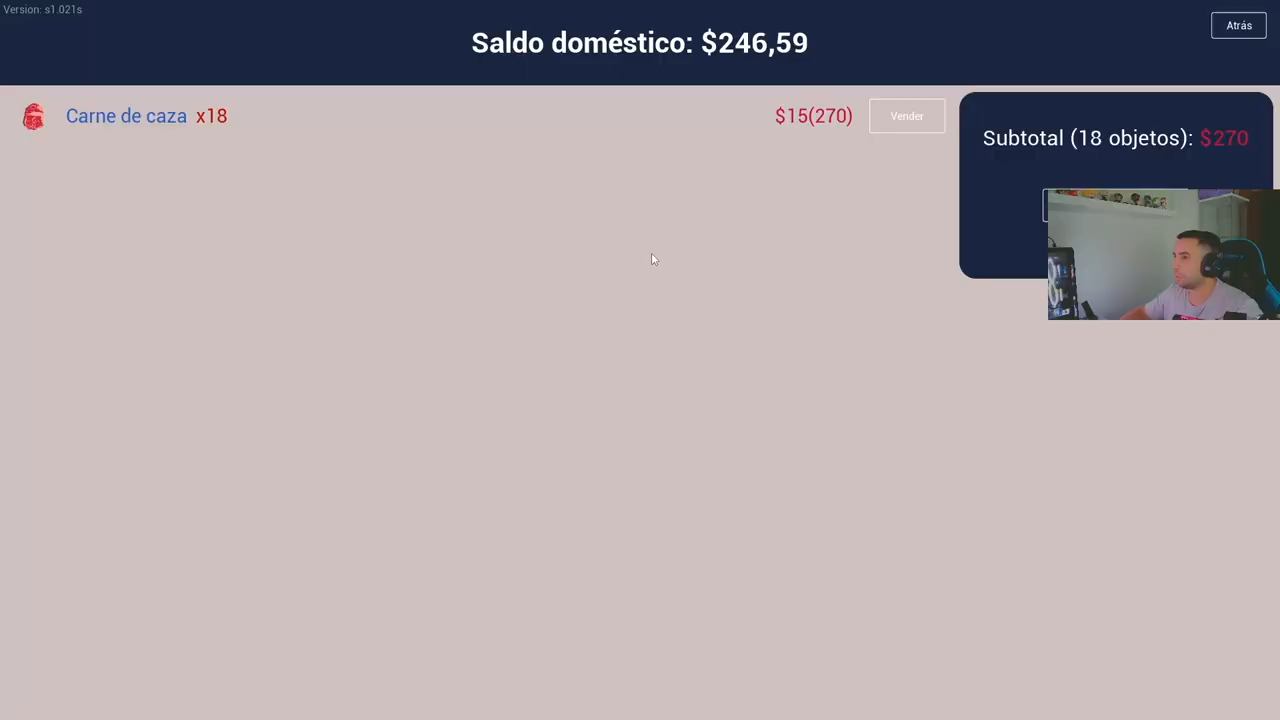 Version: s1.021s
Saldo doméstico: $246,59
Atrás
Carne de caza x18
$15(270)
Vender
Subtotal (18 objetos): $270